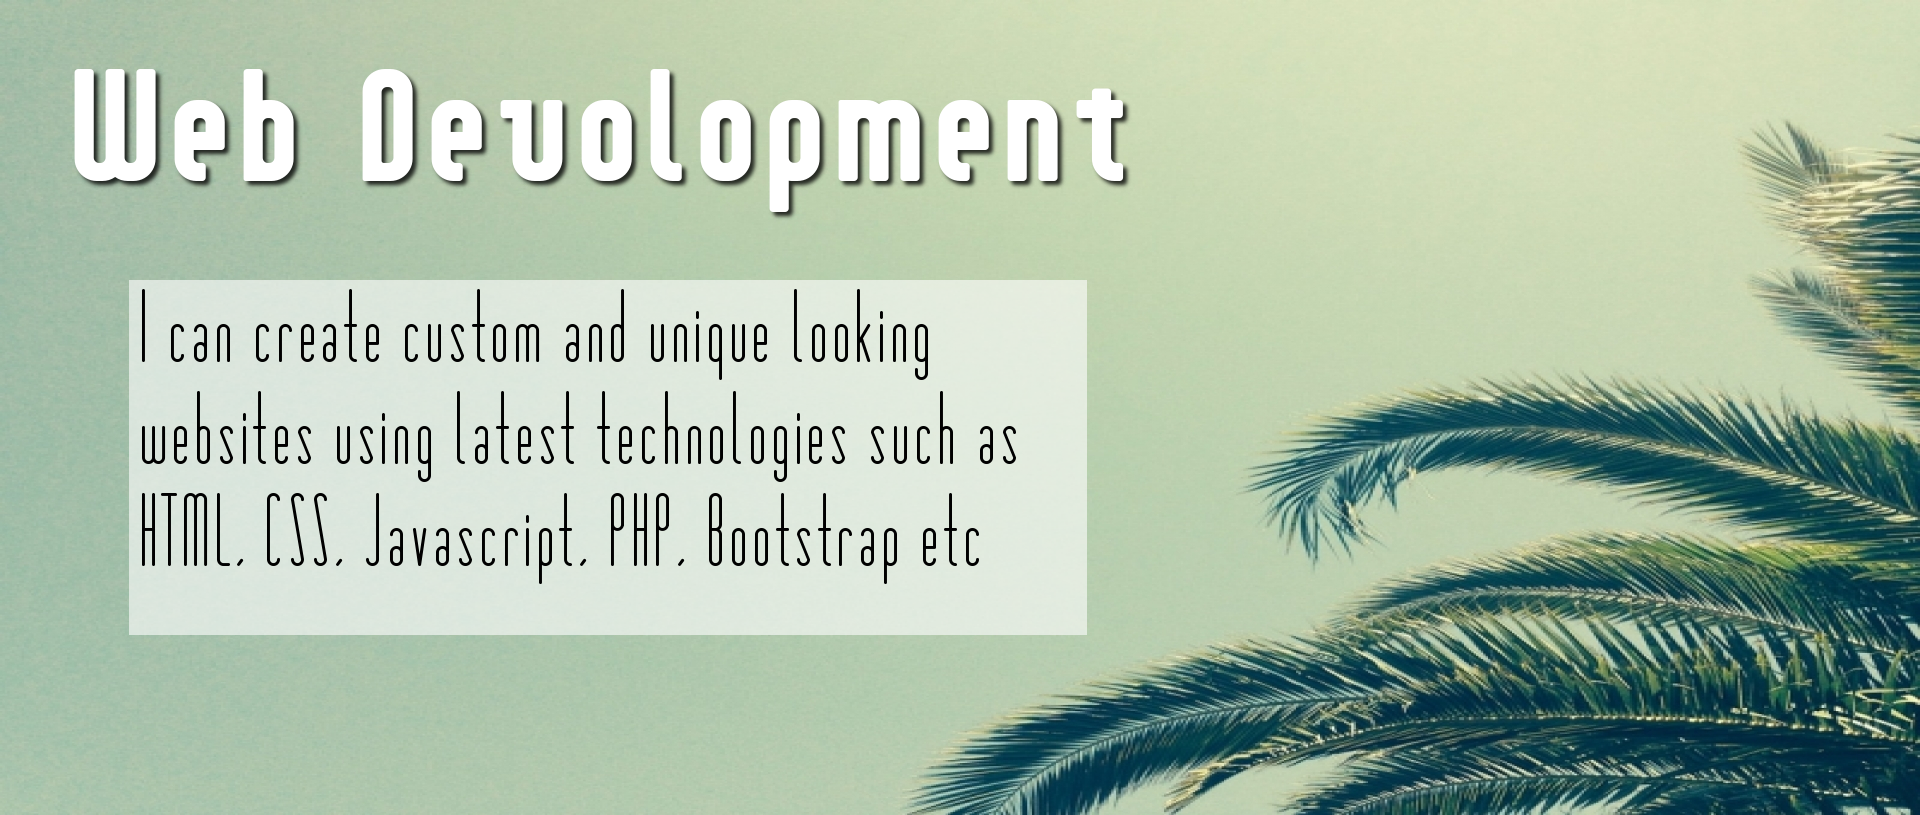 Web Devolopment
I can create custom and unique looking
websites using latest technologies such as
HTML, CSS, Javascript, PHP, Bootstrap etc